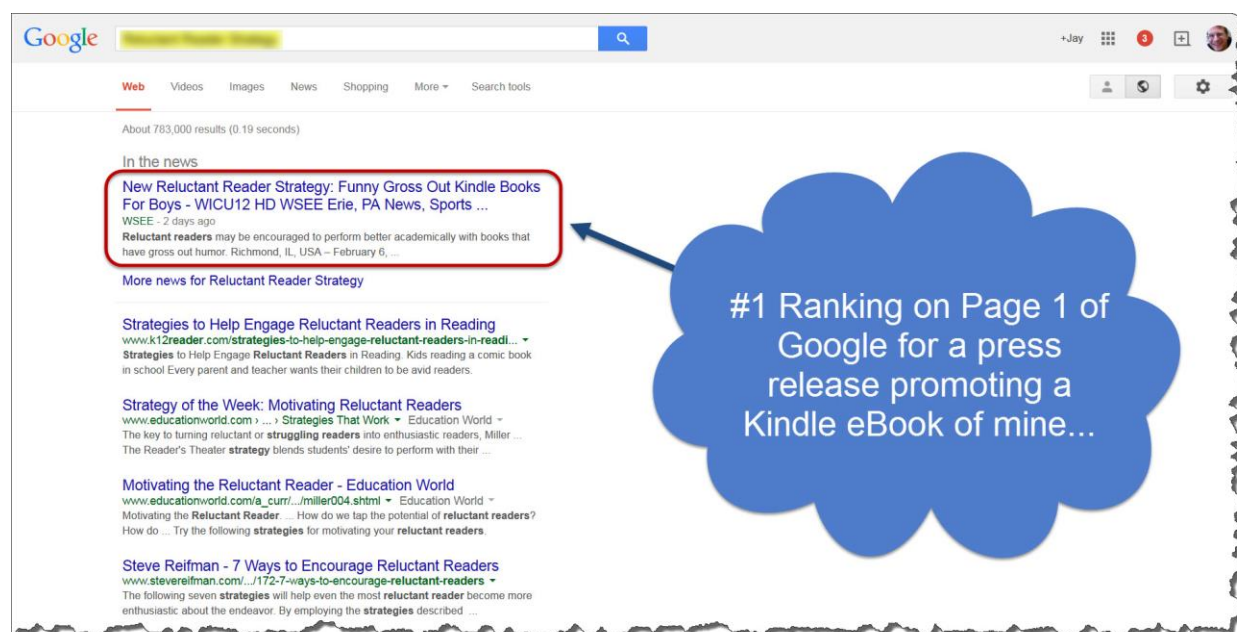 Google
+Jay 3
Web Videos Images News Shopping More Search tools
About 783,000 results (0.19 seconds)
In the news
New Reluctant Reader Strategy: Funny Gross Out Kindle Books
For Boys - WICU12 HD WSEE Erie, PA News, Sports ...
WSEE - 2 days ago
Reluctant readers may be encouraged to perform better academically with books that
have gross out humor. Richmond, IL, USA – February 6, ...
More news for Reluctant Reader Strategy
Strategies to Help Engage Reluctant Readers in Reading
www.k12reader.com/strategies-to-help-engage-reluctant-readers-in-readi...
Strategies to Help Engage Reluctant Readers in Reading. Kids reading a comic book
in school Every parent and teacher wants their children to be avid readers.
Strategy of the Week: Motivating Reluctant Readers
www.educationworld.com › ... › Strategies That Work Education World
The key to turning reluctant or struggling readers into enthusiastic readers, Miller ...
The Reader's Theater strategy blends students' desire to perform with their ...
Motivating the Reluctant Reader - Education World
www.educationworld.com/a_curr/.../miller004.shtml Education World
Motivating the Reluctant Reader. ... How do we tap the potential of reluctant readers?
How do ... Try the following strategies for motivating your reluctant readers.
Steve Reifman - 7 Ways to Encourage Reluctant Readers
www.stevereifman.com/.../172-7-ways-to-encourage-reluctant-readers
The following seven strategies will help even the most reluctant reader become more
enthusiastic about the endeavor. By employing the strategies described ...
#1 Ranking on Page 1 of
Google for a press
release promoting a
Kindle eBook of mine...